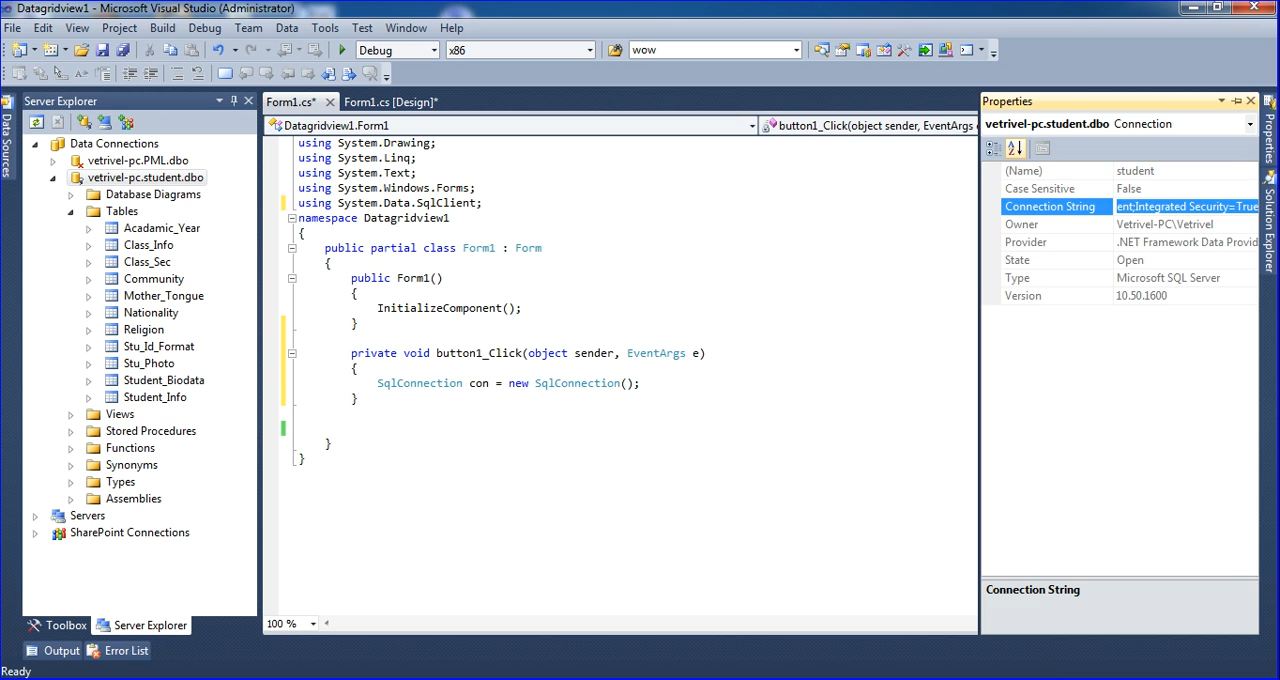 Datagridview1 - Microsoft Visual Studio (Administrator)
File Edit View Project Build Debug Team Data Tools Test Window Help
Debug x86 wow
Server Explorer
Form1.cs* Form1.cs [Design]*
Properties
Datagridview1.Form1 button1_Click(object sender, EventArgs
vetrivel-pc.student.dbo Connection
Data Sources
Data Connections
vetrivel-pc.PML.dbo
vetrivel-pc.student.dbo
Database Diagrams
Tables
Acadamic_Year
Class_Info
Class_Sec
Community
Mother_Tongue
Nationality
Religion
Stu_Id_Format
Stu_Photo
Student_Biodata
Student_Info
Views
Stored Procedures
Functions
Synonyms
Types
Assemblies
Servers
SharePoint Connections
using System.Drawing;
using System.Linq;
using System.Text;
using System.Windows.Forms;
using System.Data.SqlClient;
namespace Datagridview1
{
public partial class Form1 : Form
{
public Form1()
{
InitializeComponent();
}
private void button1_Click(object sender, EventArgs e)
{
SqlConnection con = new SqlConnection();
}
}
}
100 %
(Name) student
Case Sensitive False
Connection String ent;Integrated Security=True
Owner Vetrivel-PC\Vetrivel
Provider .NET Framework Data Provid
State Open
Type Microsoft SQL Server
Version 10.50.1600
Connection String
Properties
Solution Explorer
Toolbox Server Explorer
Output Error List
Ready